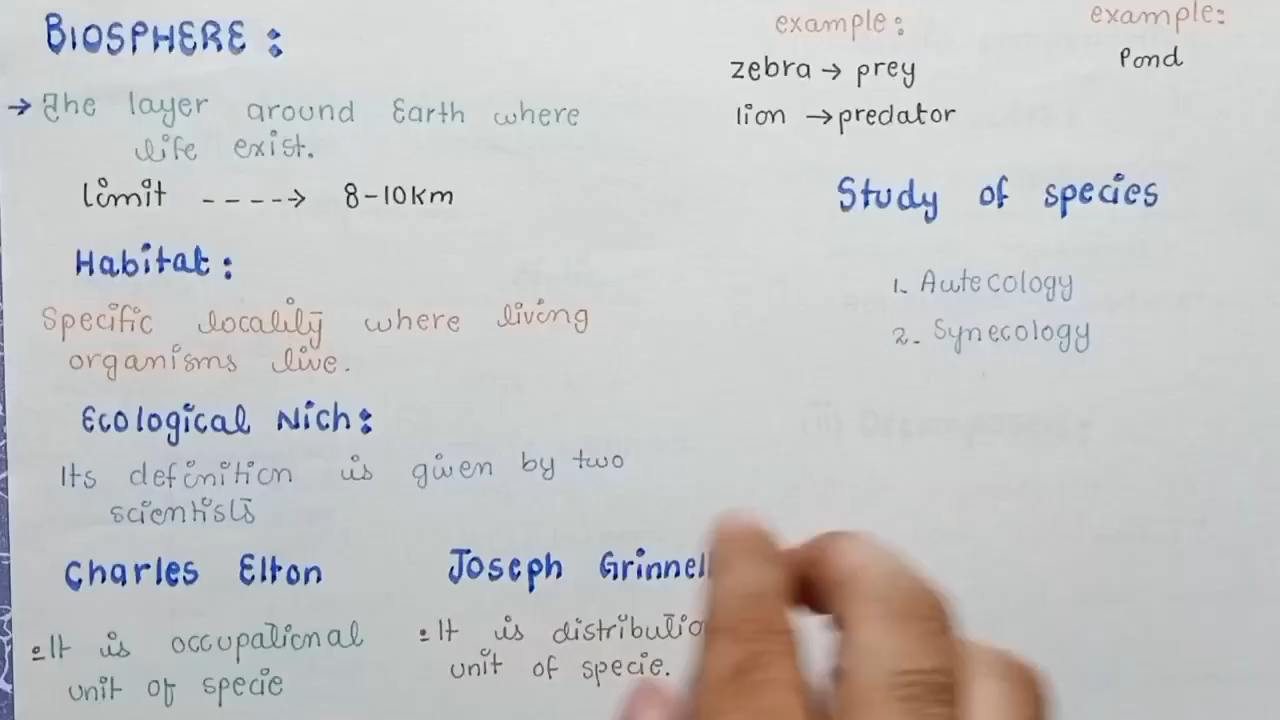 BIOSPHERE :
→ The layer around Earth where
life exist.
Limit ----→ 8-10km
Habitat :
Specific locality where living
organisms live.
Ecological Nich:
Its definition is given by two
scientists
Charles Elton
:It is occupational
unit of specie
Joseph Grinnell
:It is distributio
unit of specie.
example :
zebra → prey
lion → predator
example:
Pond
Study of species
1. Autecology
2. Synecology